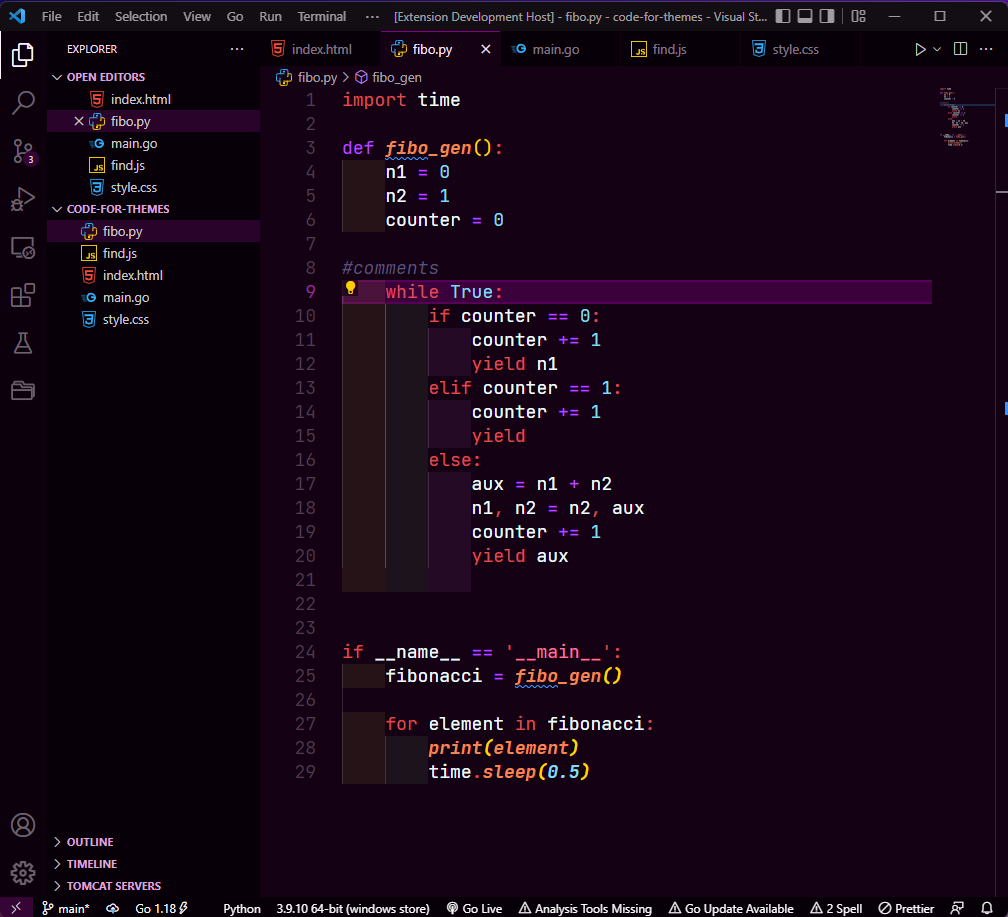 File Edit Selection View Go Run Terminal ··· [Extension Development Host] - fibo.py - code-for-themes - Visual St...
EXPLORER ···
index.html fibo.py main.go JS find.js style.css ···
OPEN EDITORS
index.html
fibo.py
main.go
JS find.js
style.css
CODE-FOR-THEMES
fibo.py
JS find.js
index.html
main.go
style.css
3
OUTLINE
TIMELINE
TOMCAT SERVERS
fibo.py > fibo_gen
1 import time
2
3 def fibo_gen():
4     n1 = 0
5     n2 = 1
6     counter = 0
7
8 #comments
9     while True:
10         if counter == 0:
11             counter += 1
12             yield n1
13         elif counter == 1:
14             counter += 1
15             yield
16         else:
17             aux = n1 + n2
18             n1, n2 = n2, aux
19             counter += 1
20             yield aux
21
22
23
24 if __name__ == '__main__':
25     fibonacci = fibo_gen()
26
27     for element in fibonacci:
28         print(element)
29         time.sleep(0.5)
main* Go 1.18 Python 3.9.10 64-bit (windows store) Go Live Analysis Tools Missing Go Update Available 2 Spell Prettier